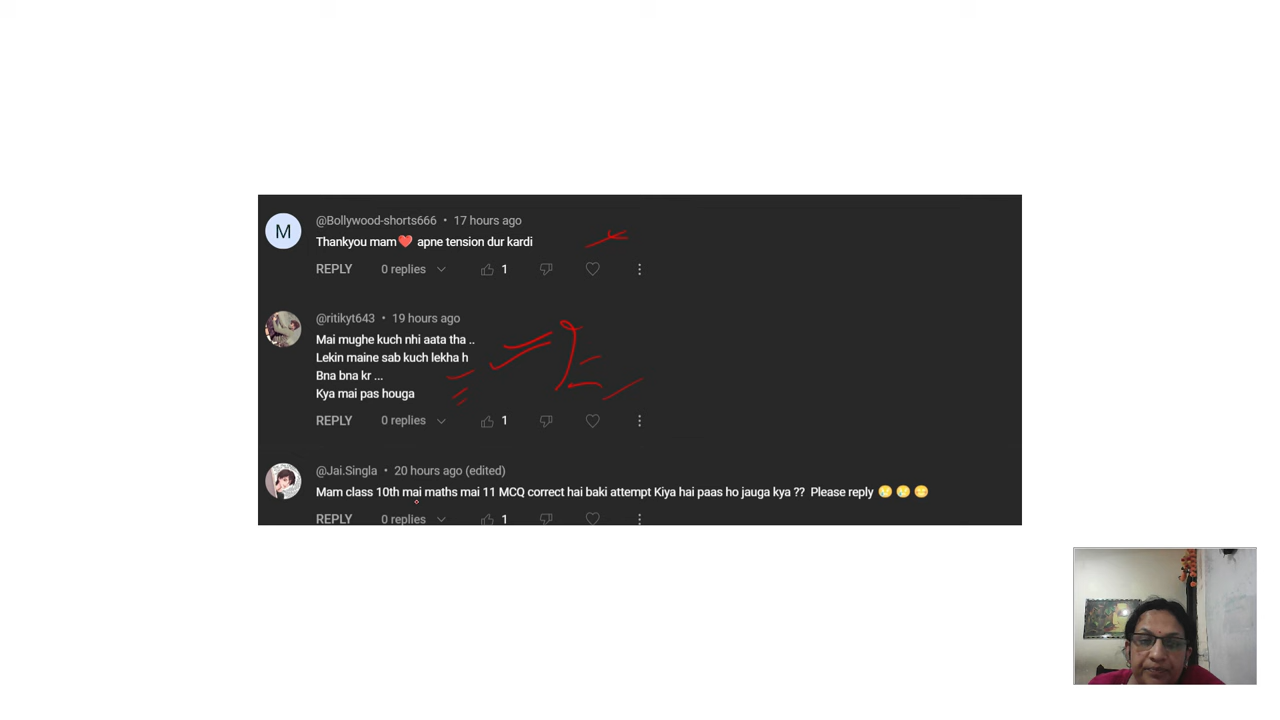 M
@Bollywood-shorts666 • 17 hours ago
Thankyou mam❤️ apne tension dur kardi
REPLY 0 replies 1
@ritikyt643 • 19 hours ago
Mai mughe kuch nhi aata tha ..
Lekin maine sab kuch lekha h
Bna bna kr ...
Kya mai pas houga
REPLY 0 replies 1
@Jai.Singla • 20 hours ago (edited)
Mam class 10th mai maths mai 11 MCQ correct hai baki attempt Kiya hai paas ho jauga kya ?? Please reply 😢😢😊
REPLY 0 replies 1